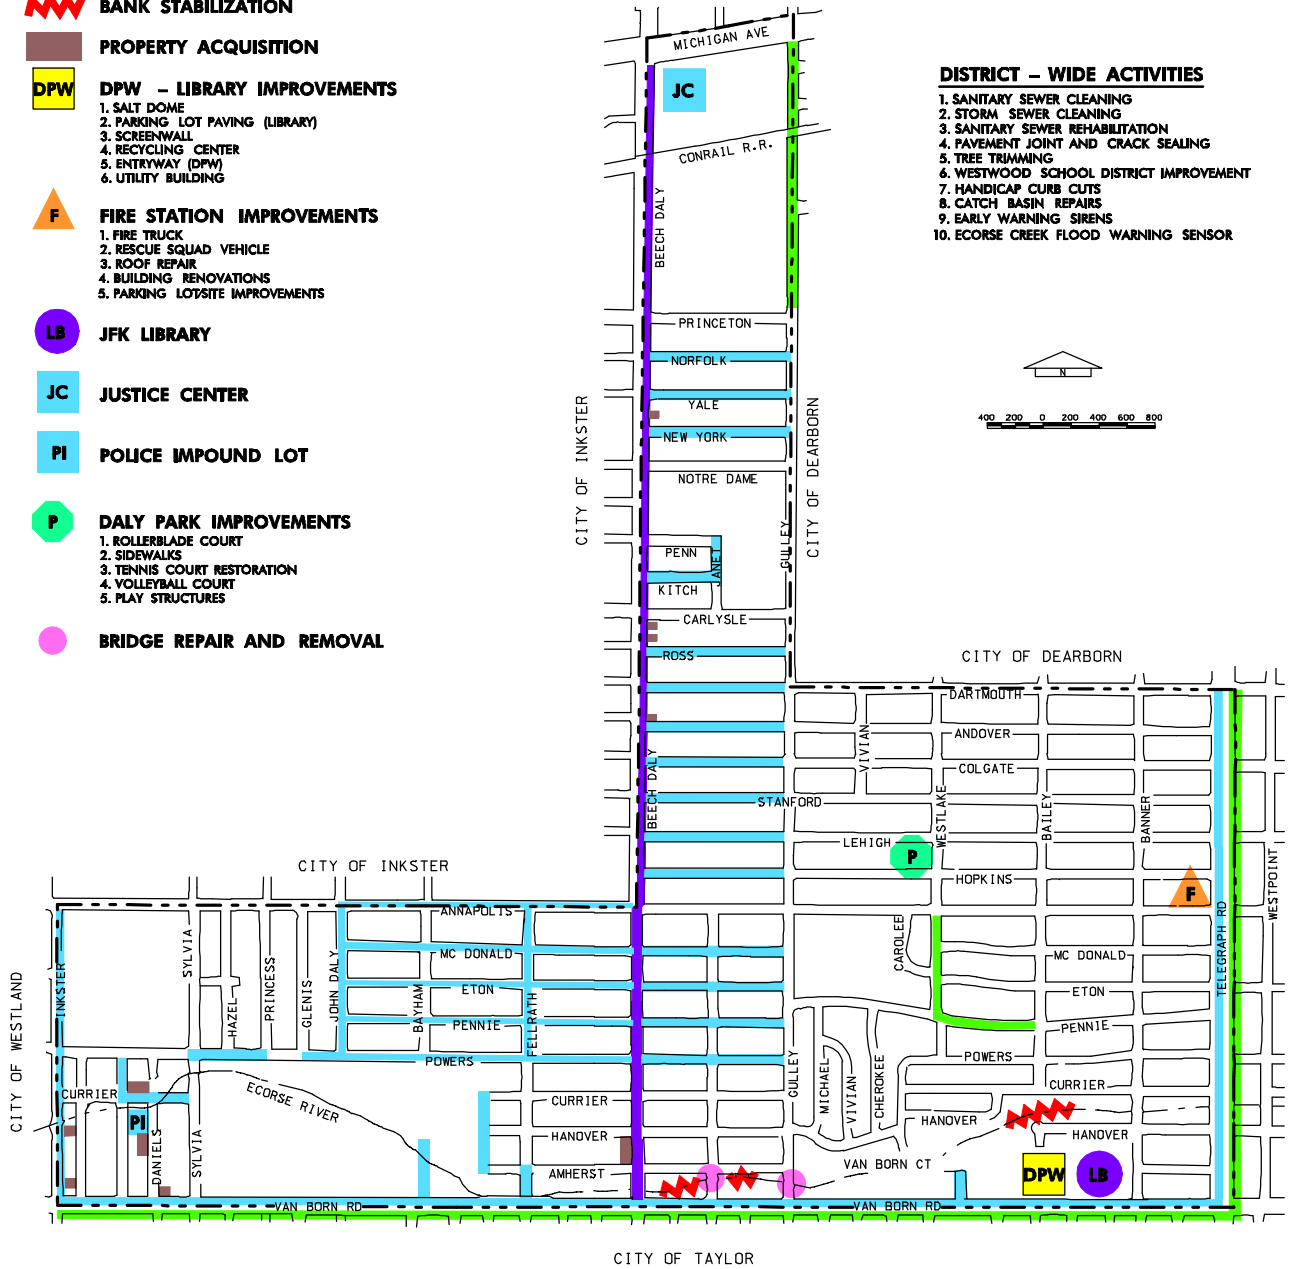 BANK STABILIZATION
PROPERTY ACQUISITION
DPW
DPW - LIBRARY IMPROVEMENTS
1. SALT DOME
2. PARKING LOT PAVING (LIBRARY)
3. SCREENWALL
4. RECYCLING CENTER
5. ENTRYWAY (DPW)
6. UTILITY BUILDING
F
FIRE STATION IMPROVEMENTS
1. FIRE TRUCK
2. RESCUE SQUAD VEHICLE
3. ROOF REPAIR
4. BUILDING RENOVATIONS
5. PARKING LOT/SITE IMPROVEMENTS
LB
JFK LIBRARY
JC
JUSTICE CENTER
PI
POLICE IMPOUND LOT
P
DALY PARK IMPROVEMENTS
1. ROLLERBLADE COURT
2. SIDEWALKS
3. TENNIS COURT RESTORATION
4. VOLLEYBALL COURT
5. PLAY STRUCTURES
BRIDGE REPAIR AND REMOVAL
DISTRICT - WIDE ACTIVITIES
1. SANITARY SEWER CLEANING
2. STORM SEWER CLEANING
3. SANITARY SEWER REHABILITATION
4. PAVEMENT JOINT AND CRACK SEALING
5. TREE TRIMMING
6. WESTWOOD SCHOOL DISTRICT IMPROVEMENT
7. HANDICAP CURB CUTS
8. CATCH BASIN REPAIRS
9. EARLY WARNING SIRENS
10. ECORSE CREEK FLOOD WARNING SENSOR
N
400 200 0 200 400 600 800
MICHIGAN AVE
JC
CONRAIL R.R.
BEECH DALY
PRINCETON
NORFOLK
YALE
NEW YORK
NOTRE DAME
CITY OF INKSTER
CITY OF DEARBORN
GULLEY
PENN
JANET
KITCH
CARLYSLE
ROSS
CITY OF DEARBORN
DARTMOUTH
ANDOVER
VIVIAN
COLGATE
BEECH DALY
STANFORD
WESTLAKE
BAILEY
BANNER
LEHIGH
P
HOPKINS
F
WESTPOINT
CITY OF INKSTER
ANNAPOLIS
CAROLEE
TELEGRAPH RD
MC DONALD
MC DONALD
SYLVIA
CITY OF WESTLAND
INKSTER
HAZEL
PRINCESS
GLENIS
JOHN DALY
BAYHAM
FELLRATH
ETON
ETON
PENNIE
PENNIE
POWERS
POWERS
GULLEY
MICHAEL
VIVIAN
CHEROKEE
CURRIER
ECORSE RIVER
CURRIER
CURRIER
PI
HANOVER
HANOVER
HANOVER
DANIELS
SYLVIA
AMHERST
VAN BORN CT
DPW
LB
VAN BORN RD
VAN BORN RD
CITY OF TAYLOR